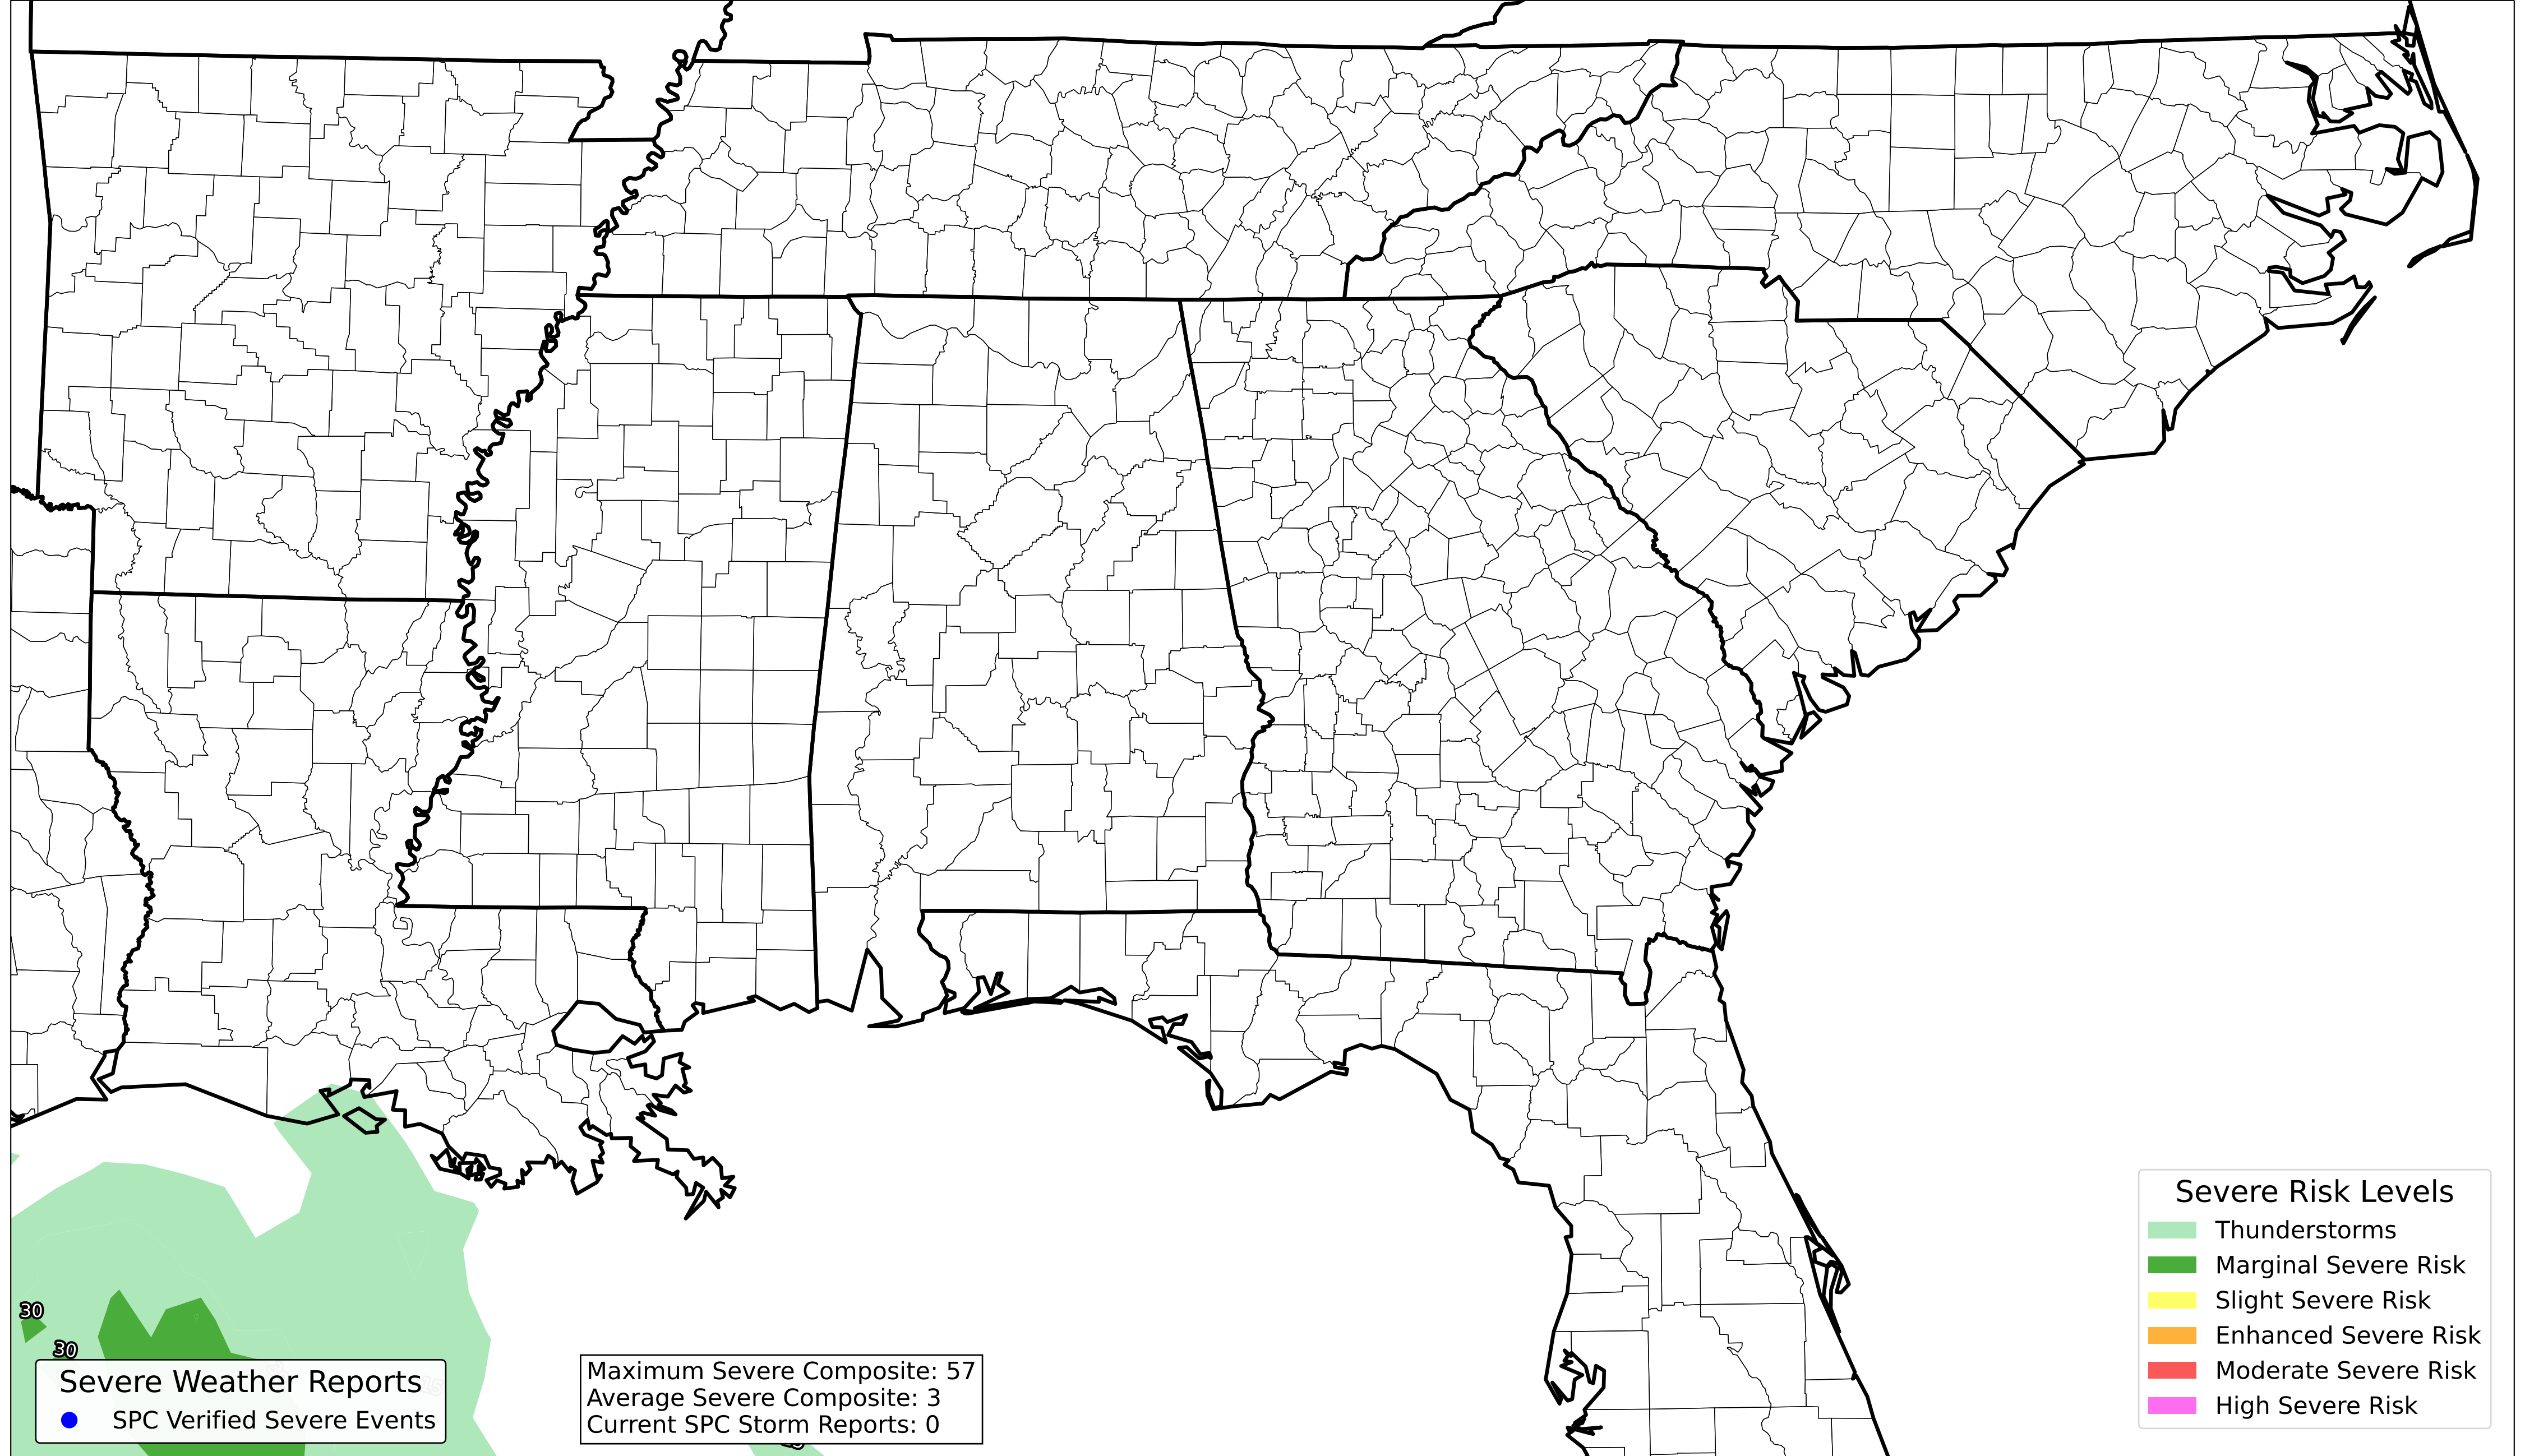 30
30
Severe Weather Reports
SPC Verified Severe Events
Maximum Severe Composite: 57
Average Severe Composite: 3
Current SPC Storm Reports: 0
Severe Risk Levels
Thunderstorms
Marginal Severe Risk
Slight Severe Risk
Enhanced Severe Risk
Moderate Severe Risk
High Severe Risk